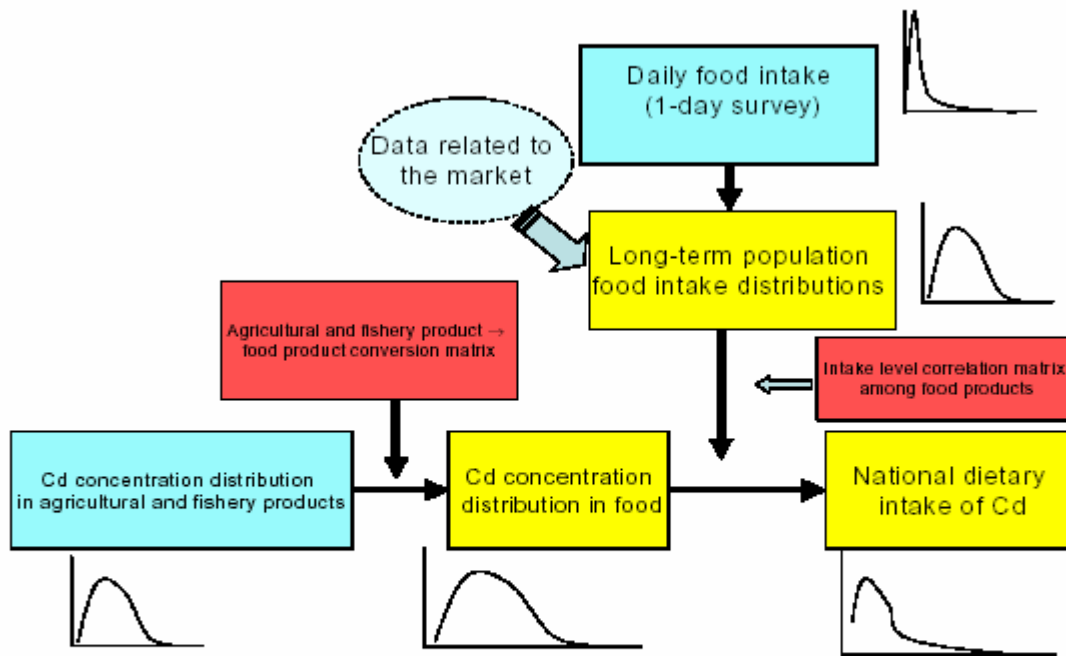 Daily food intake
(1-day survey)
Data related to
the market
Long-term population
food intake distributions
Agricultural and fishery product →
food product conversion matrix
Intake level correlation matrix
among food products
Cd concentration distribution
in agricultural and fishery products
Cd concentration
distribution in food
National dietary
intake of Cd